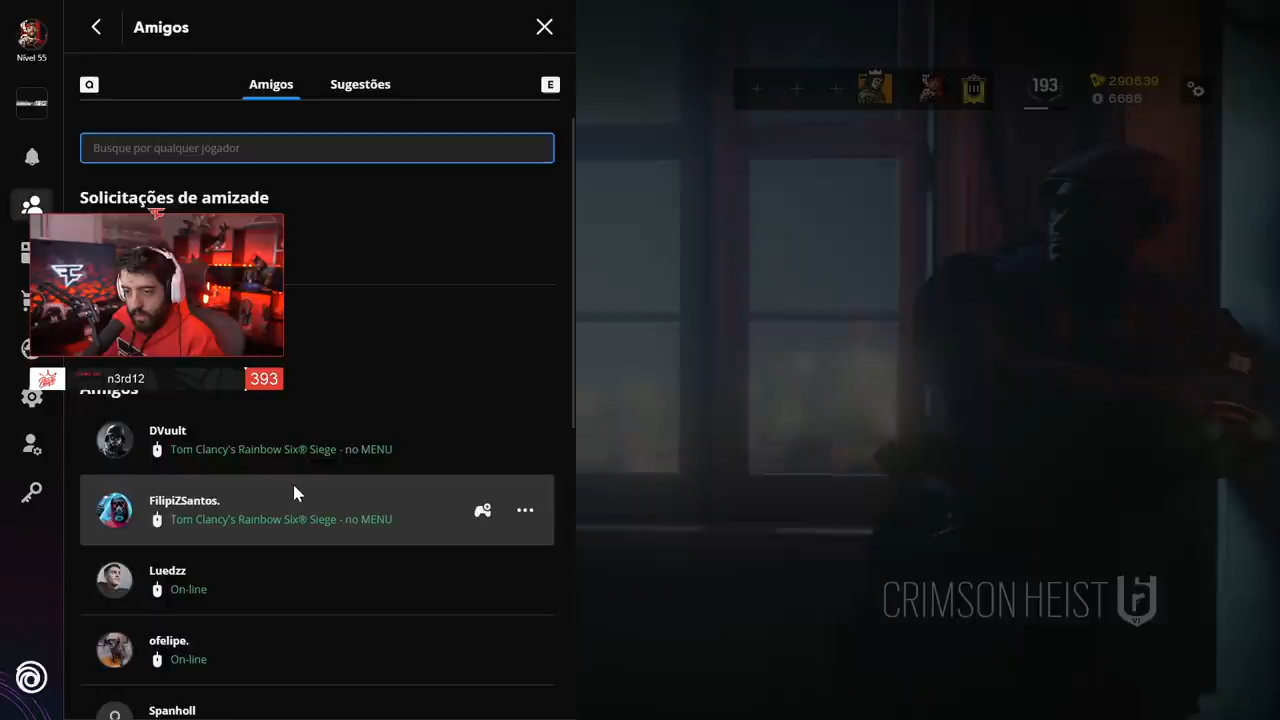 Amigos
Nível 55
Q
Amigos
Sugestões
E
193
290639
6686
Busque por qualquer jogador
Solicitações de amizade
n3rd12
393
Amigos
DVuult
Tom Clancy's Rainbow Six® Siege - no MENU
FilipiZSantos.
Tom Clancy's Rainbow Six® Siege - no MENU
Luedzz
On-line
ofelipe.
On-line
Spanholl
CRIMSON HEIST
VI